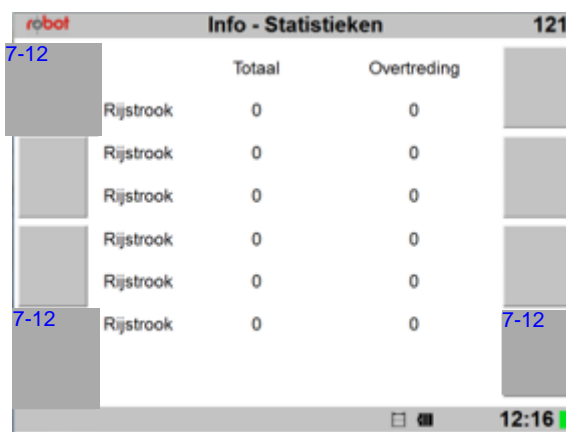 robot Info - Statistieken 121
7-12
Totaal Overtreding
Rijstrook 0 0
Rijstrook 0 0
Rijstrook 0 0
Rijstrook 0 0
Rijstrook 0 0
7-12 Rijstrook 0 0 7-12
12:16